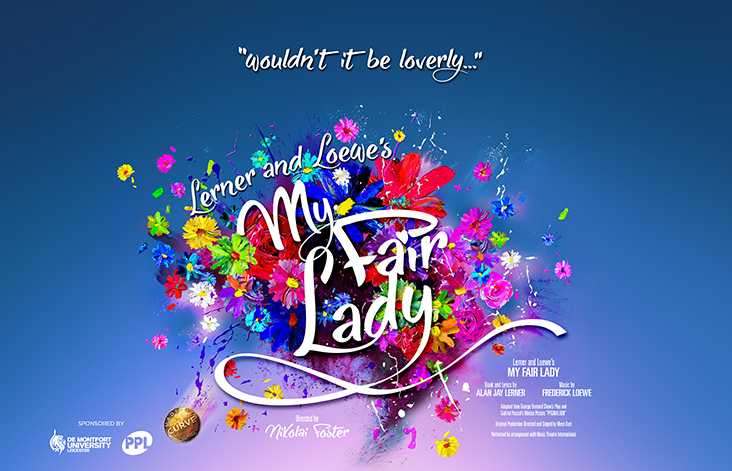 "wouldn't it be loverly..."
Lerner and Loewe's
My
Fair
Lady
Lerner and Loewe's
MY FAIR LADY
Book and Lyrics by
ALAN JAY LERNER
Music by
FREDERICK LOEWE
Adapted from George Bernard Shaw's Play and
Gabriel Pascal's Motion Picture "PYGMALION"
Original Production Directed and Staged by Moss Hart
Performed by arrangement with Music Theatre International
Directed by
Nikolai Foster
SPONSORED BY
DE MONTFORT
UNIVERSITY
LEICESTER
PPL
CURVE